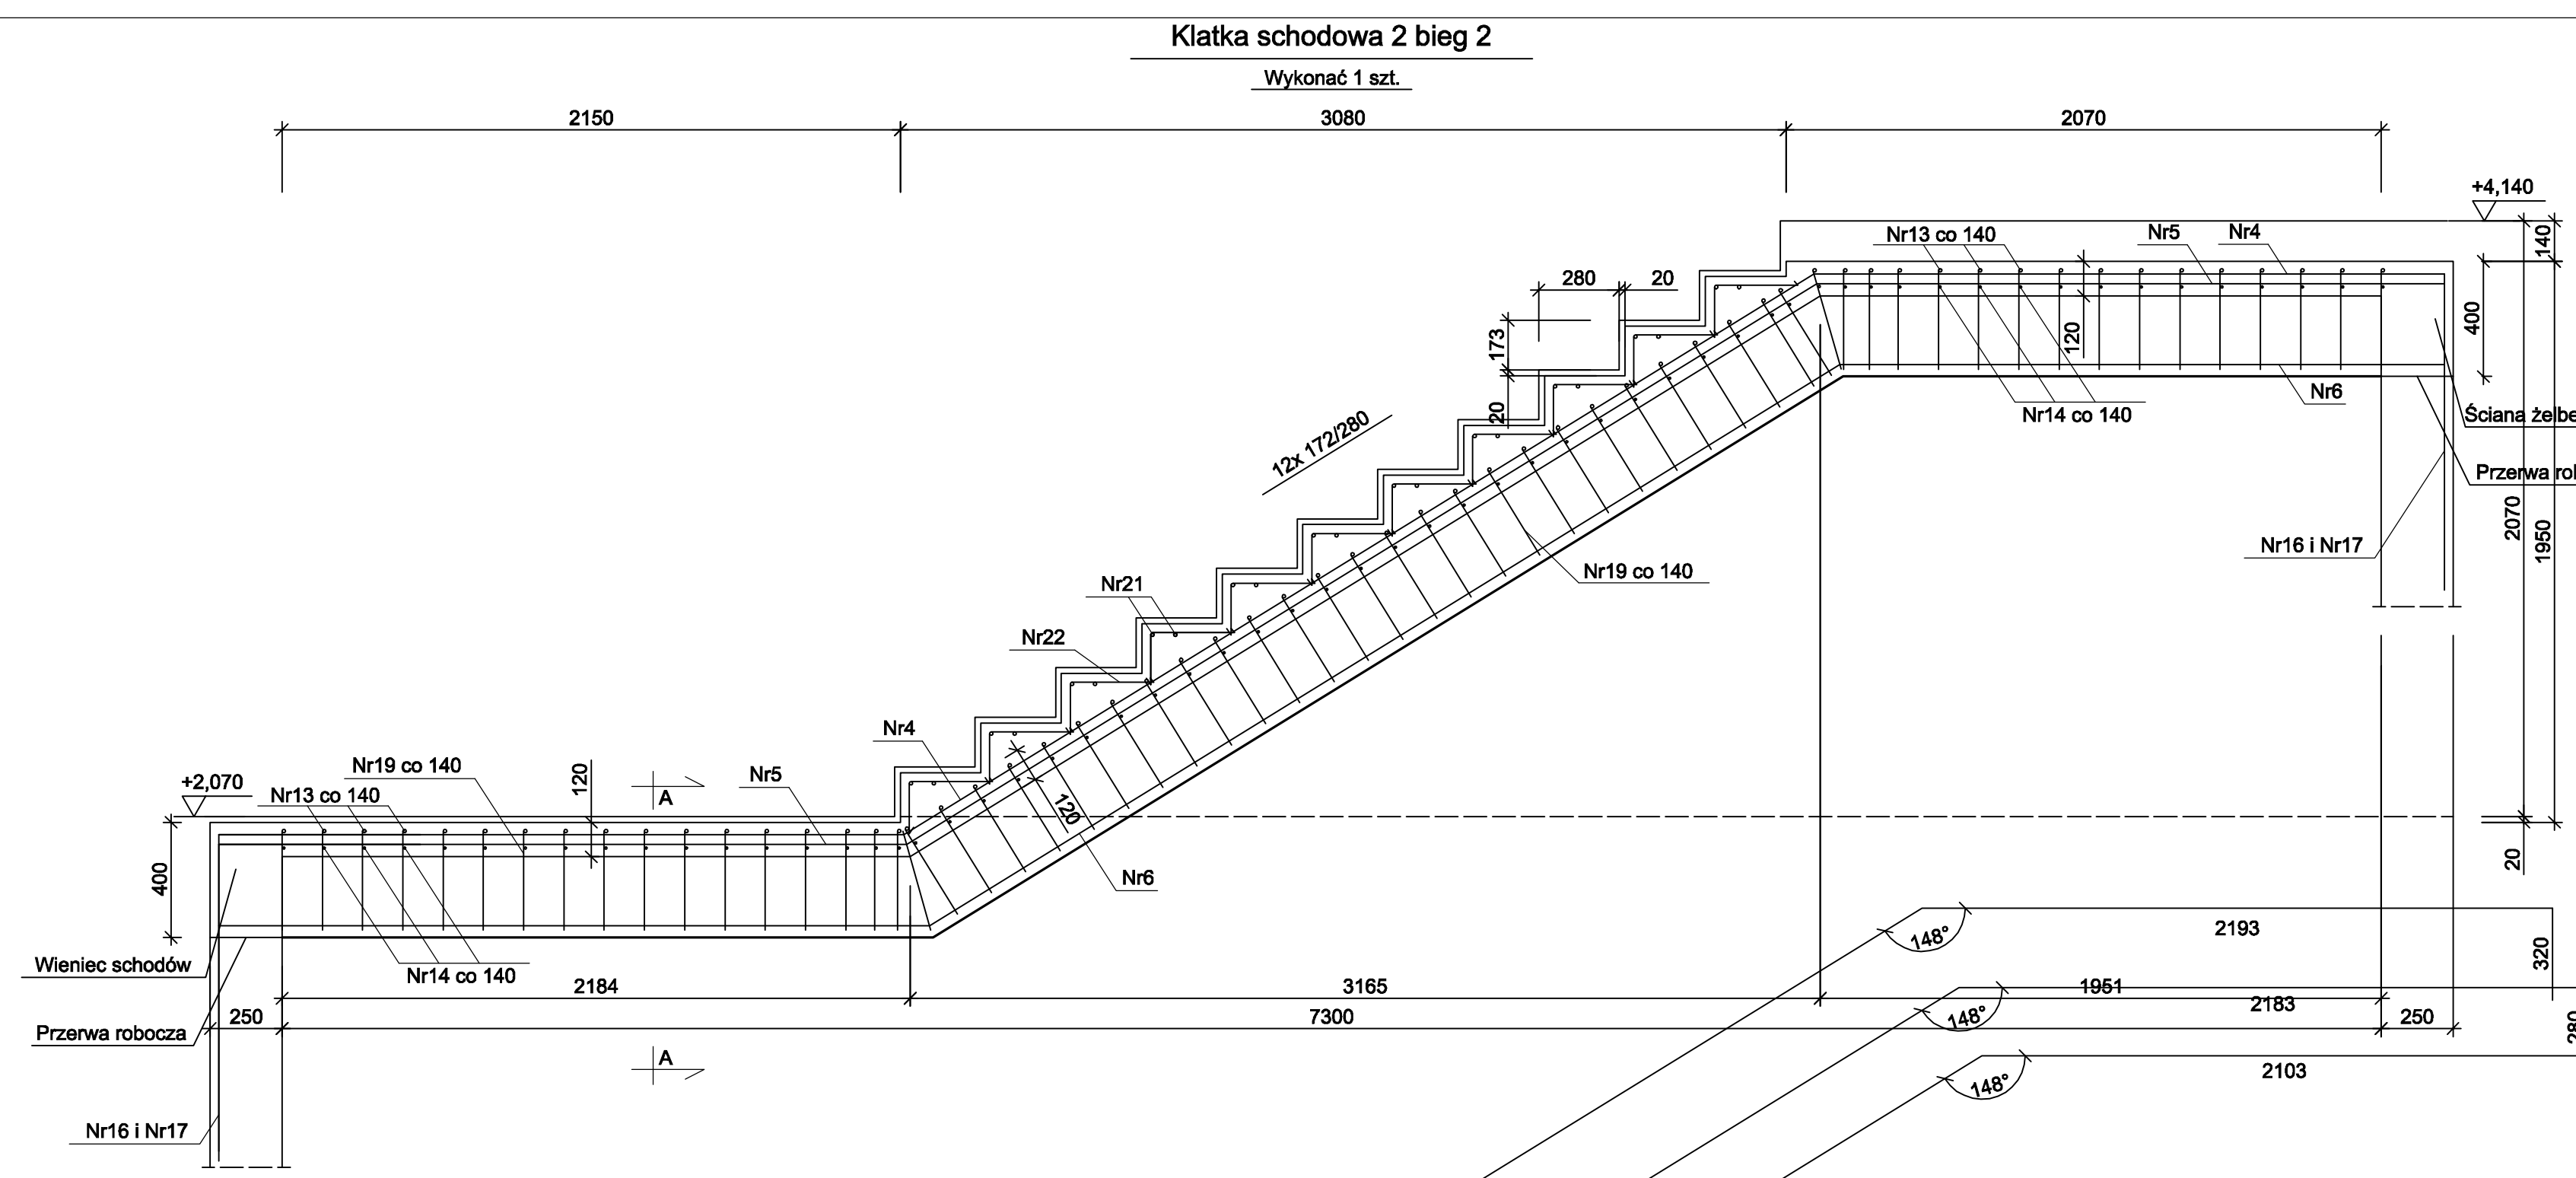 Klatka schodowa 2 bieg 2
Wykonać 1 szt.
2150
3080
2070
+4,140
140
Nr13 co 140
Nr5
Nr4
280
20
173
20
120
400
Nr6
Nr14 co 140
Ściana żelbe
Przerwa ro
12x 172/280
2070
1950
Nr16 i Nr17
Nr19 co 140
Nr21
Nr22
Nr4
+2,070
Nr19 co 140
Nr13 co 140
120
A
Nr5
120
400
Nr6
20
Wieniec schodów
Nr14 co 140
148°
2193
320
2184
3165
1951
148°
2183
Przerwa robocza
250
7300
250
280
A
148°
2103
Nr16 i Nr17